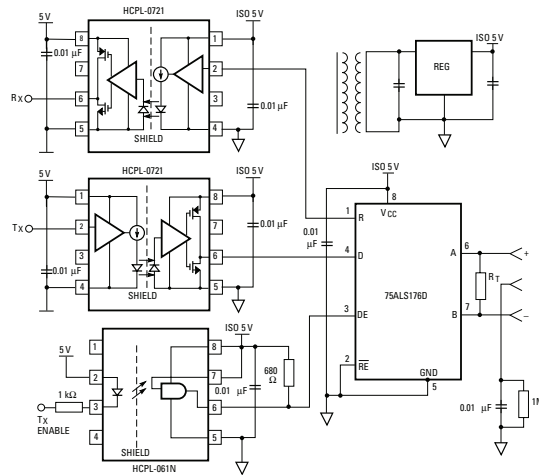 HCPL-0721
5 V
ISO 5 V
8
1
0.01 μF
7
2
RX
6
3
0.01 μF
5
4
SHIELD
REG
ISO 5 V
HCPL-0721
5 V
ISO 5 V
1
8
TX
2
7
0.01 μF
3
6
0.01 μF
4
5
SHIELD
ISO 5 V
8
VCC
0.01 μF
1 R
4 D
3 DE
2 RE
75ALS176D
A 6
B 7
GND
5
RT
+
–
0.01 μF
1M
5 V
1
8
ISO 5 V
2
7
0.01 μF
680 Ω
1 kΩ
3
6
TX ENABLE
4
5
SHIELD
HCPL-061N